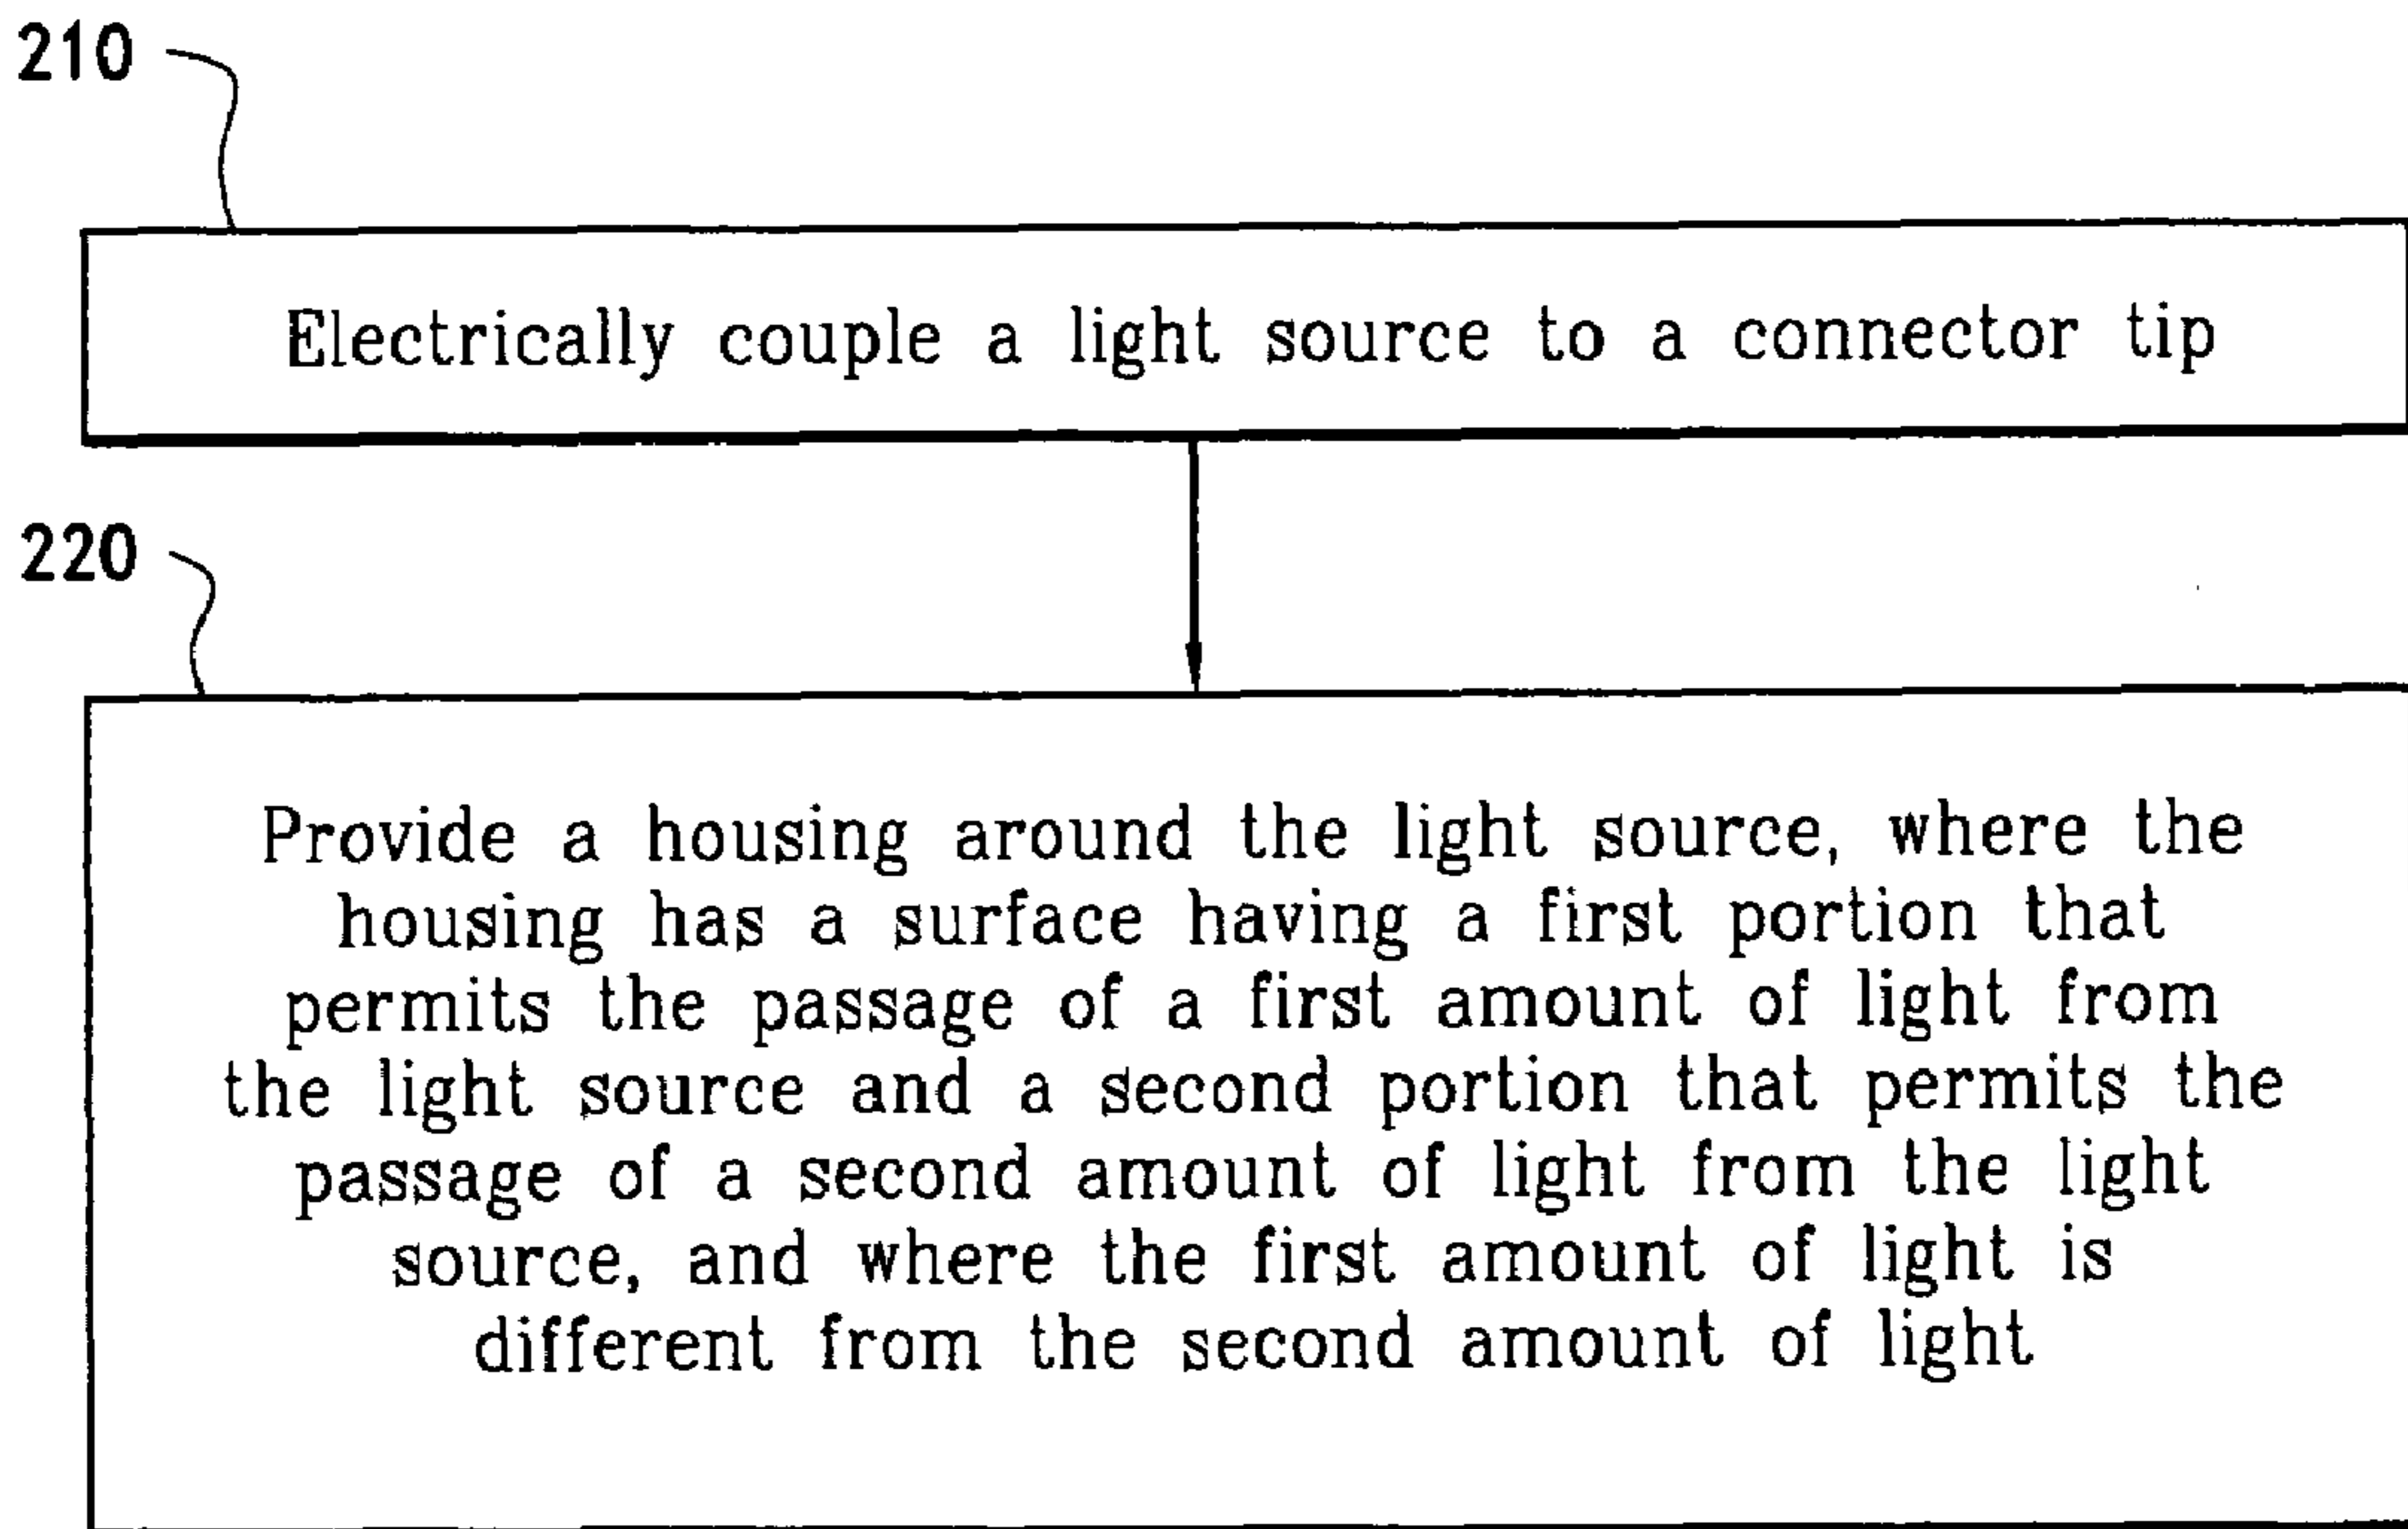 210
Electrically couple a light source to a connector tip
220
Provide a housing around the light source, where the
housing has a surface having a first portion that
permits the passage of a first amount of light from
the light source and a second portion that permits the
passage of a second amount of light from the light
source, and where the first amount of light is
different from the second amount of light